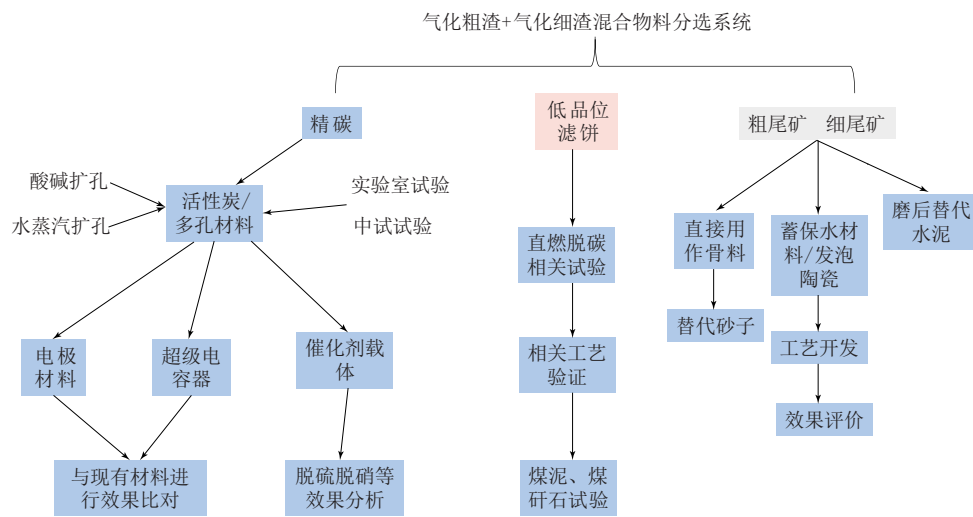 气化粗渣+气化细渣混合物料分选系统
精碳
低品位
滤饼
粗尾矿 细尾矿
酸碱扩孔
水蒸汽扩孔
活性炭/
多孔材料
实验室试验
中试试验
直燃脱碳
相关试验
直接用
作骨料
蓄保水材
料/发泡
陶瓷
磨后替代
水泥
替代砂子
电极
材料
超级电
容器
催化剂载
体
相关工艺
验证
工艺开发
效果评价
与现有材料进
行效果比对
脱硫脱硝等
效果分析
煤泥、煤
矸石试验